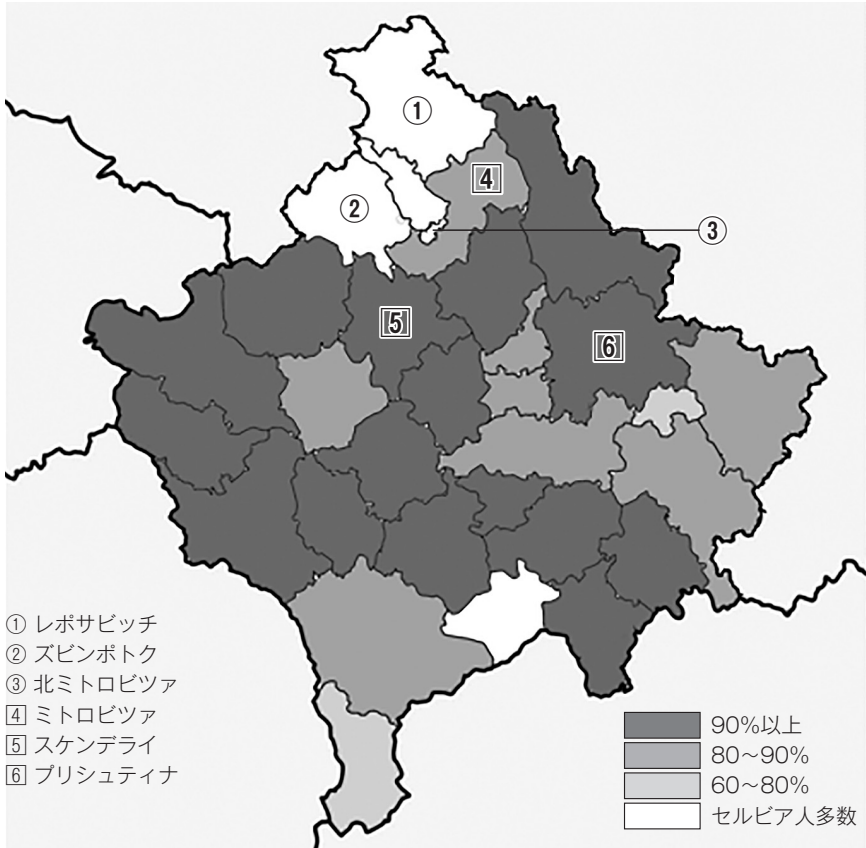 ①
4
②
③
5
6
① レポサビッチ
② ズビンポトク
③ 北ミトロビツァ
4 ミトロビツァ
5 スケンデライ
6 プリシュティナ
90%以上
80〜90%
60〜80%
セルビア人多数